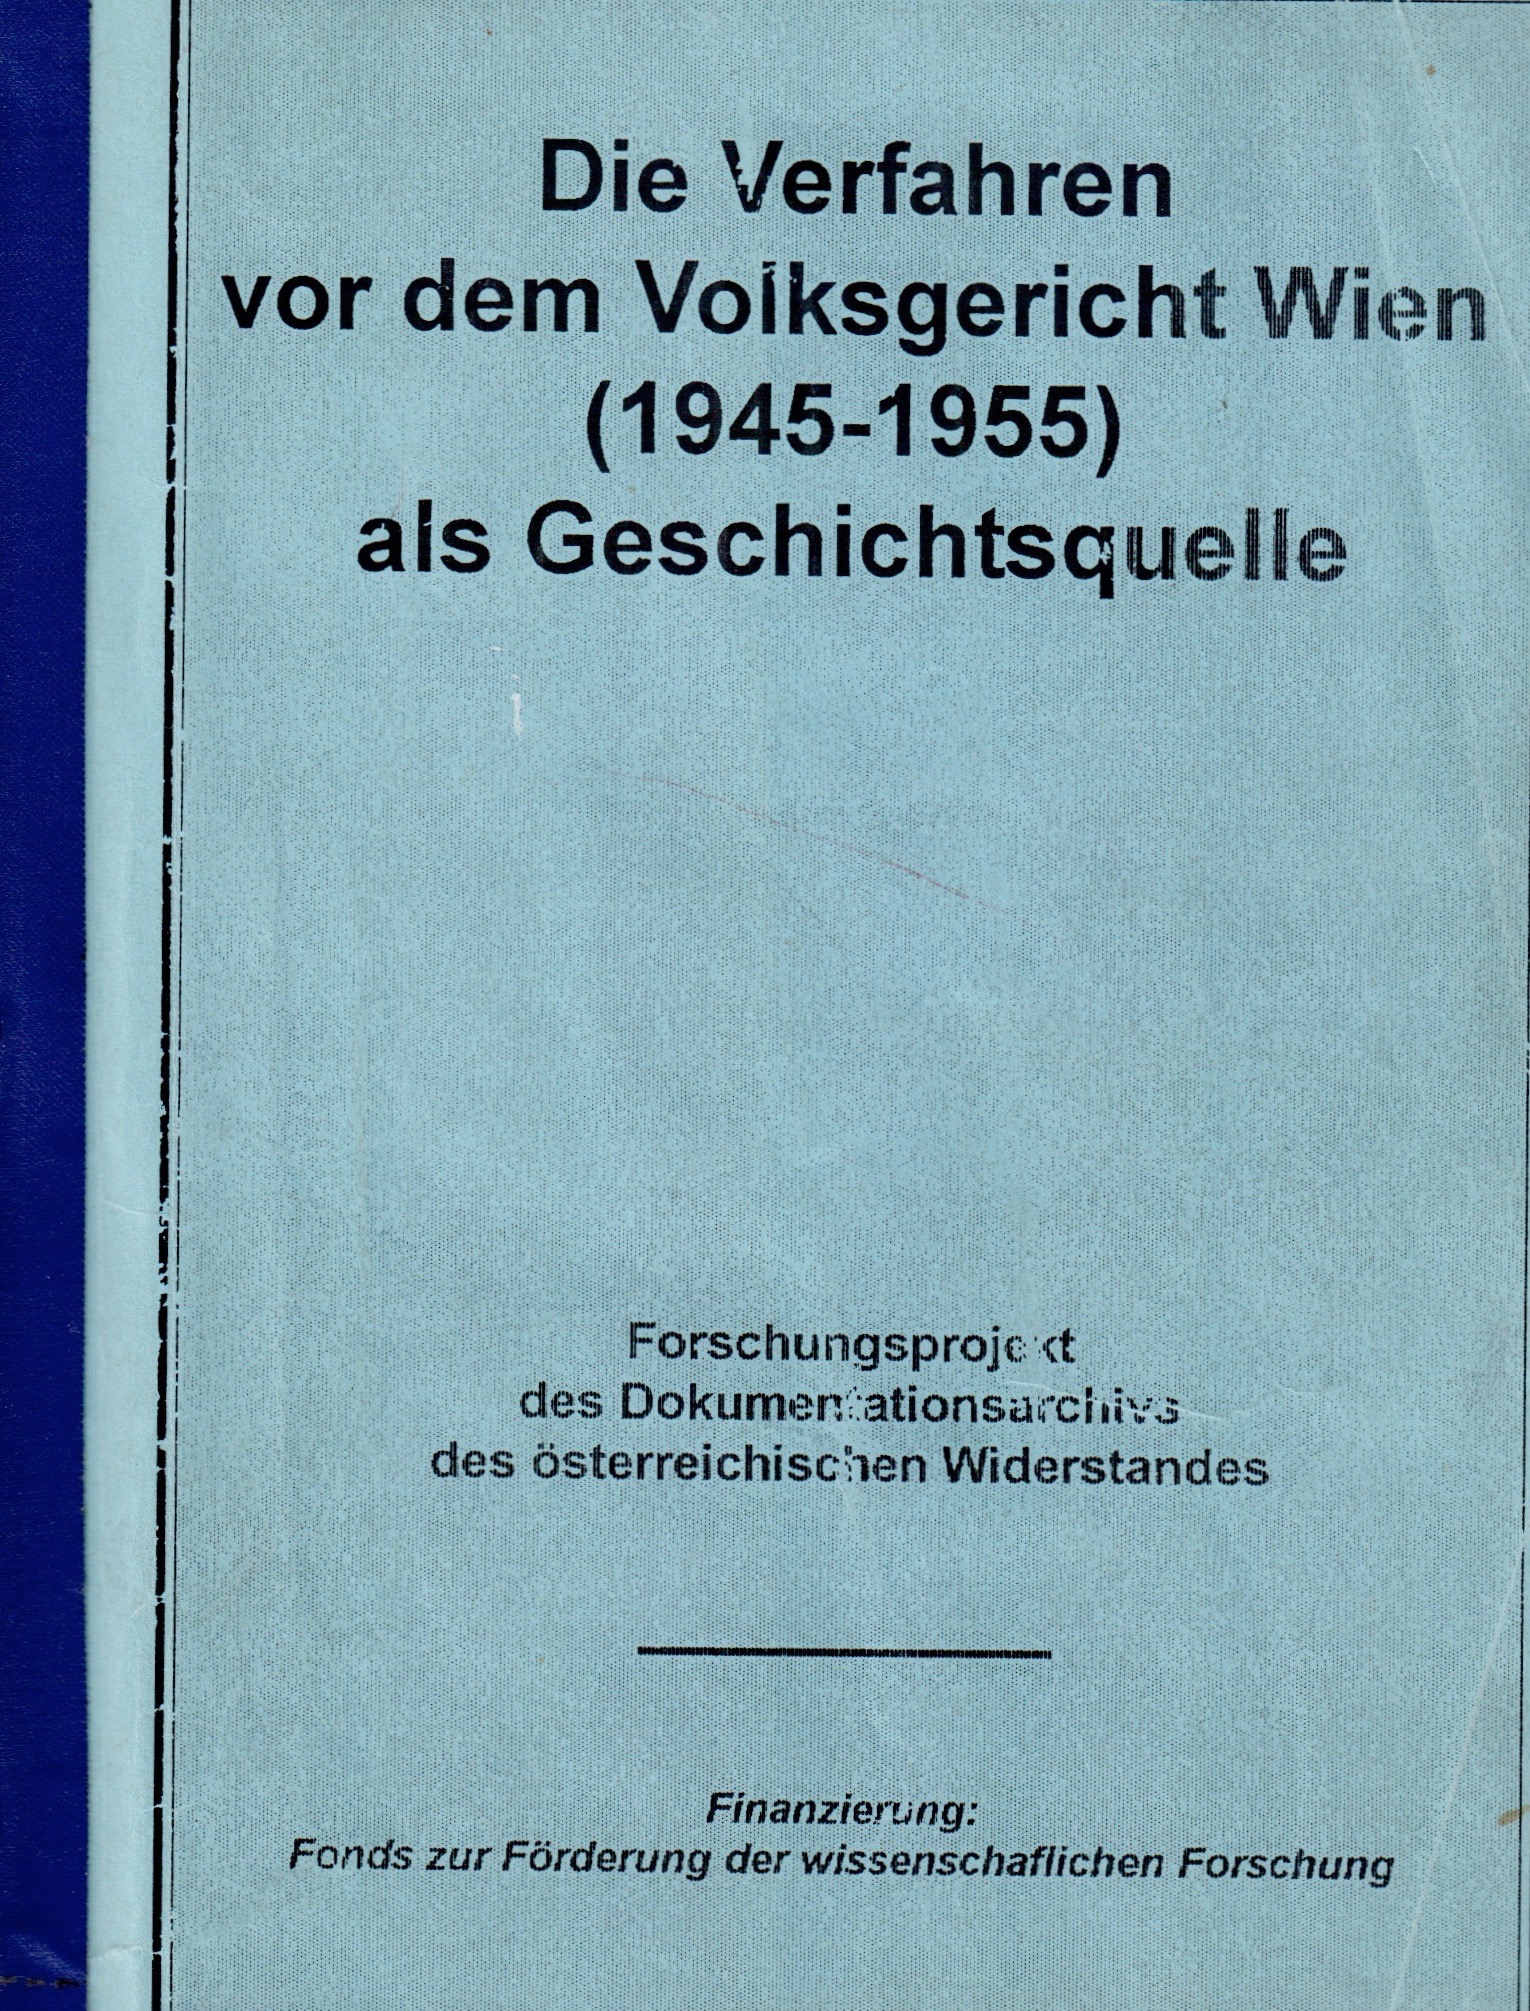 Die Verfahren
vor dem Volksgericht Wien
(1945-1955)
als Geschichtsquelle
Forschungsprojekt
des Dokumentationsarchivs
des österreichischen Widerstandes
Finanzierung:
Fonds zur Förderung der wissenschaflichen Forschung